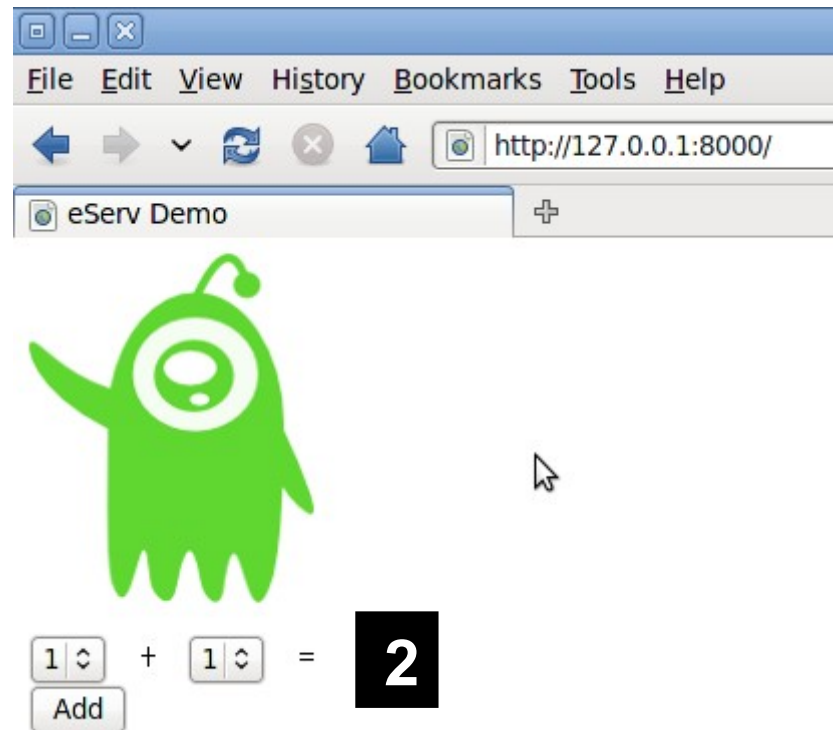 File Edit View History Bookmarks Tools Help
http://127.0.0.1:8000/
eServ Demo
1 + 1 = 2
Add